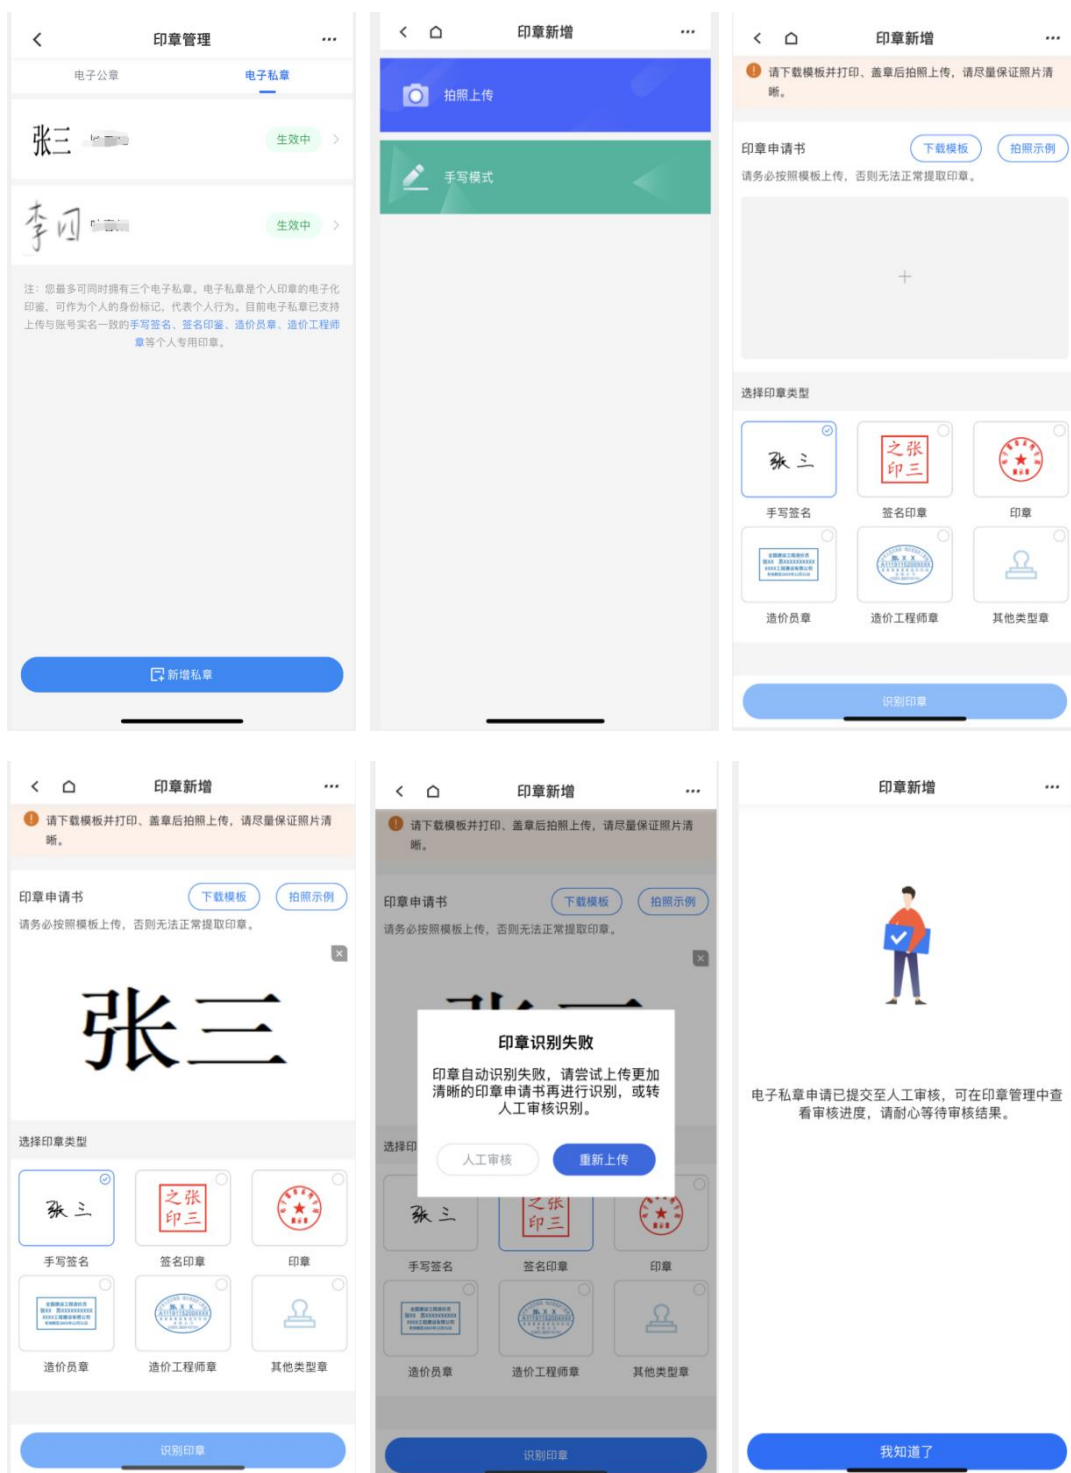 印章管理
电子公章
电子私章
张三
生效中
李四
生效中
注：您最多可同时拥有三个电子私章。电子私章是个人印章的电子化
印鉴，可作为个人的身份标记，代表个人行为。目前电子私章已支持
上传与账号实名一致的手写签名、签名印鉴、造价员章、造价工程师
章等个人专用印章。
新增私章
印章新增
拍照上传
手写模式
印章新增
请下载模板并打印、盖章后拍照上传，请尽量保证照片清
晰。
印章申请书
下载模板
拍照示例
请务必按照模板上传，否则无法正常提取印章。
选择印章类型
张三
之张
印三
手写签名
签名印章
印章
造价员章
造价工程师章
其他类型章
识别印章
印章新增
请下载模板并打印、盖章后拍照上传，请尽量保证照片清
晰。
印章申请书
下载模板
拍照示例
请务必按照模板上传，否则无法正常提取印章。
张三
选择印章类型
张三
之张
印三
手写签名
签名印章
印章
造价员章
造价工程师章
其他类型章
识别印章
印章新增
请下载模板并打印、盖章后拍照上传，请尽量保证照片清
晰。
印章申请书
下载模板
拍照示例
请务必按照模板上传，否则无法正常提取印章。
印章识别失败
印章自动识别失败，请尝试上传更加
清晰的印章申请书再进行识别，或转
人工审核识别。
人工审核
重新上传
选择印
张三
之张
印三
手写签名
签名印章
印章
造价员章
造价工程师章
其他类型章
识别印章
印章新增
电子私章申请已提交至人工审核，可在印章管理中查
看审核进度，请耐心等待审核结果。
我知道了